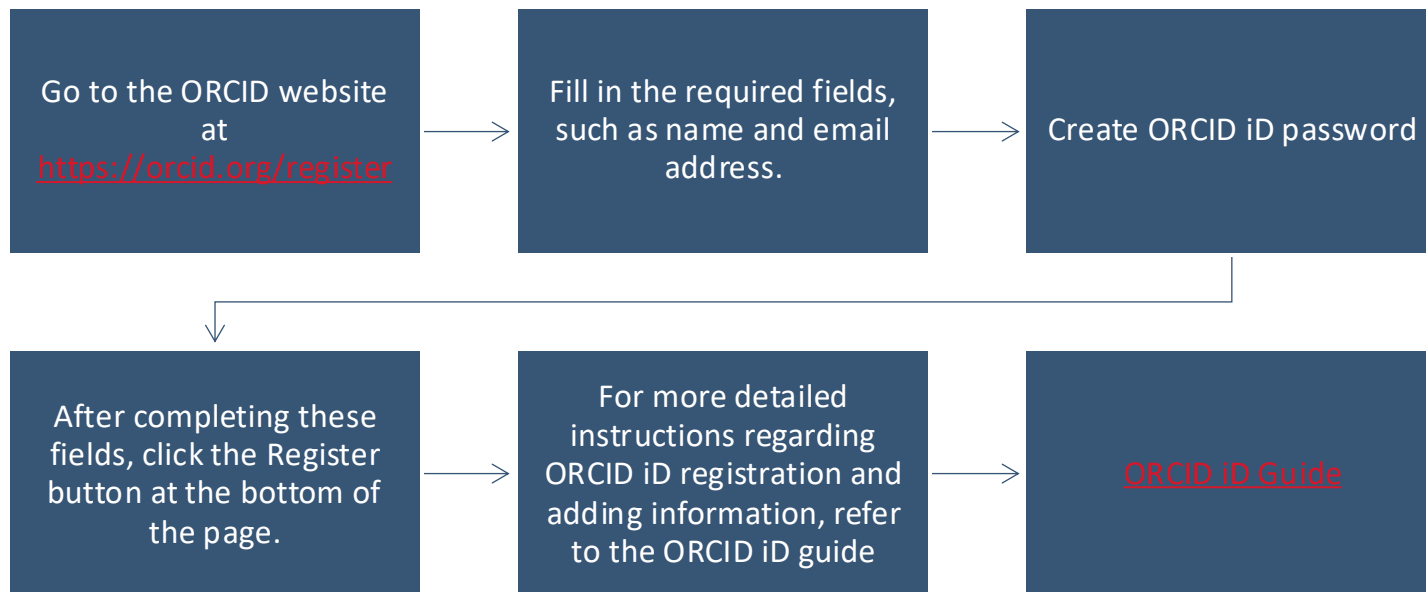 Go to the ORCID website
at
https://orcid.org/register
Fill in the required fields,
such as name and email
address.
Create ORCID iD password
After completing these
fields, click the Register
button at the bottom of
the page.
For more detailed
instructions regarding
ORCID iD registration and
adding information, refer
to the ORCID iD guide
ORCID iD Guide